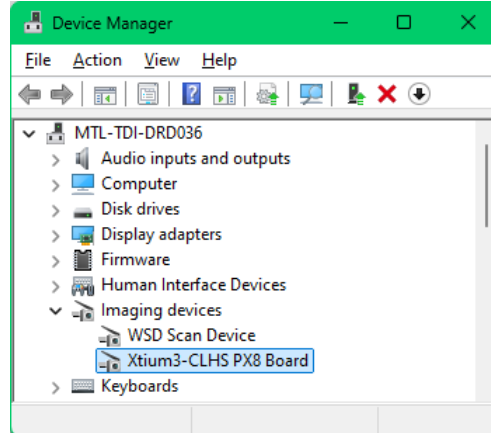 Device Manager
File Action View Help
MTL-TDI-DRD036
Audio inputs and outputs
Computer
Disk drives
Display adapters
Firmware
Human Interface Devices
Imaging devices
WSD Scan Device
Xtium3-CLHS PX8 Board
Keyboards